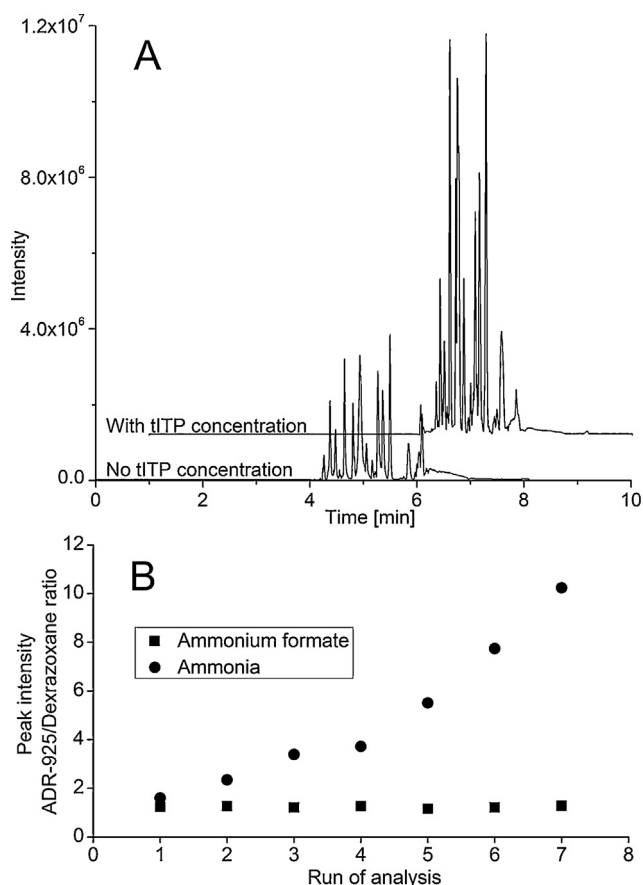 A
1.2x10⁷
8.0x10⁶
4.0x10⁶
0.0
Intensity
With tITP concentration
No tITP concentration
0 2 4 6 8 10
Time [min]
B
12
10
8
6
4
2
0
Peak intensity
ADR-925/Dexrazoxane ratio
Ammonium formate
Ammonia
0 1 2 3 4 5 6 7 8
Run of analysis